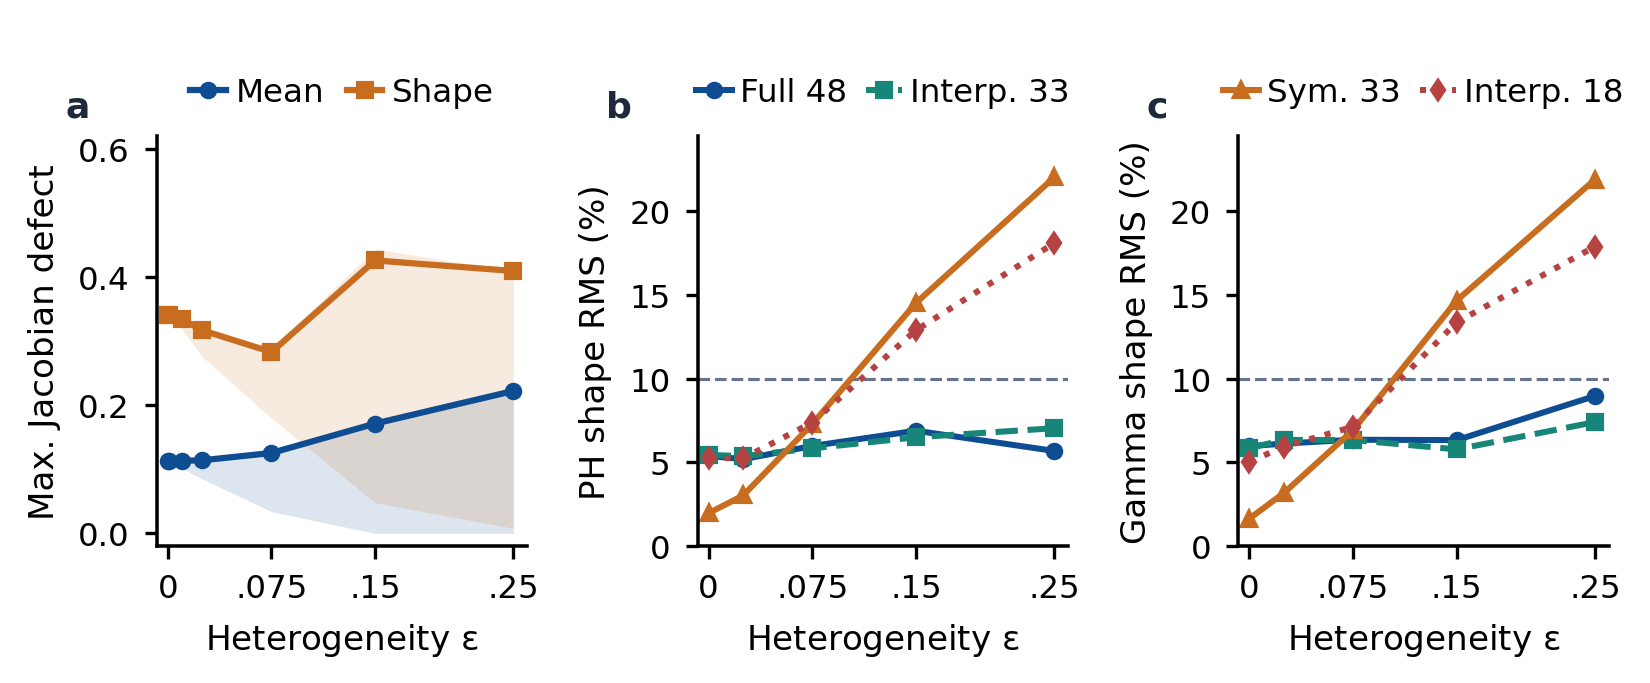 a
Mean
Shape
Max. Jacobian defect
0.6
0.4
0.2
0.0
0 .075 .15 .25
Heterogeneity ε
b
Full 48
Interp. 33
PH shape RMS (%)
20
15
10
5
0
0 .075 .15 .25
Heterogeneity ε
c
Sym. 33
Interp. 18
Gamma shape RMS (%)
20
15
10
5
0
0 .075 .15 .25
Heterogeneity ε